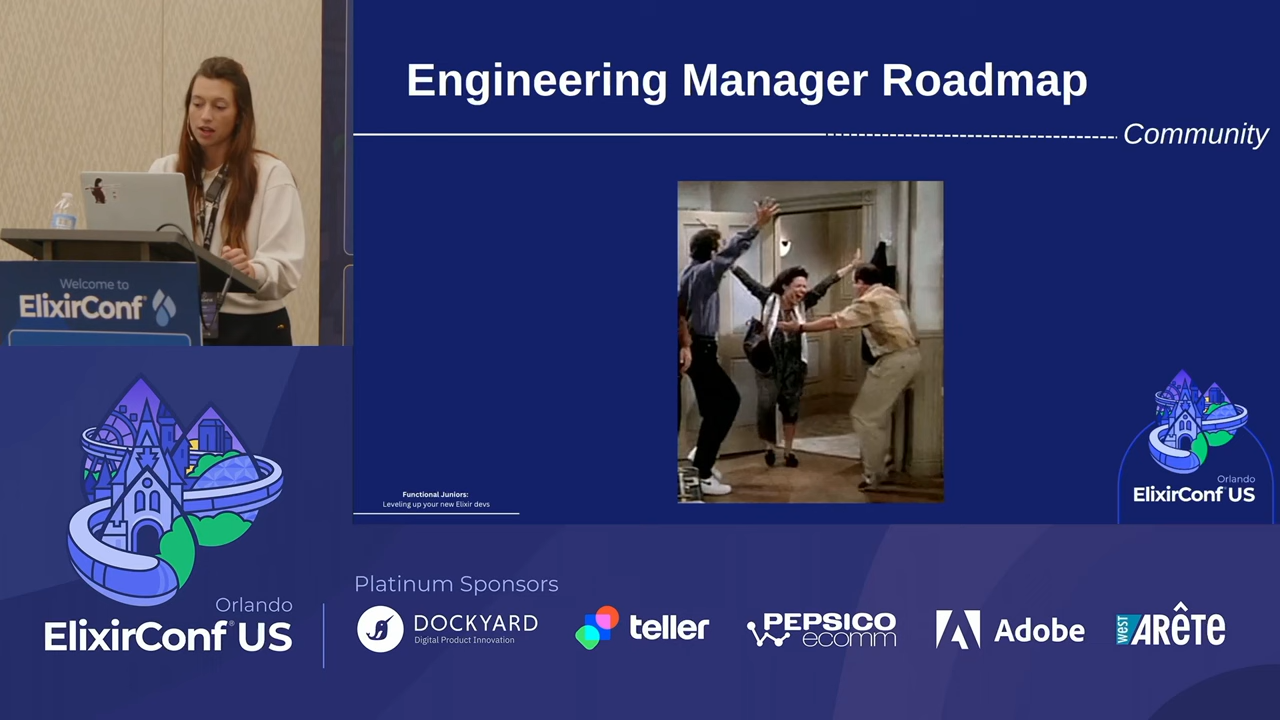 Engineering Manager Roadmap
Community
Welcome to
ElixirConf
Functional Juniors:
Leveling up your new Elixir devs
Orlando
ElixirConf US
Orlando
ElixirConf® US
Platinum Sponsors
DOCKYARD
Digital Product Innovation
teller
PEPSICO
ecomm
Adobe
west ARÊTE